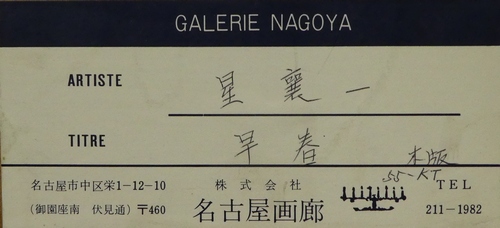 GALERIE NAGOYA
ARTISTE 星 襄一
TITRE 早春 木版
55-KT
名古屋市中区栄1-12-10 株式会社 TEL
(御園座南 伏見通) 〒460 名古屋画廊 211-1982